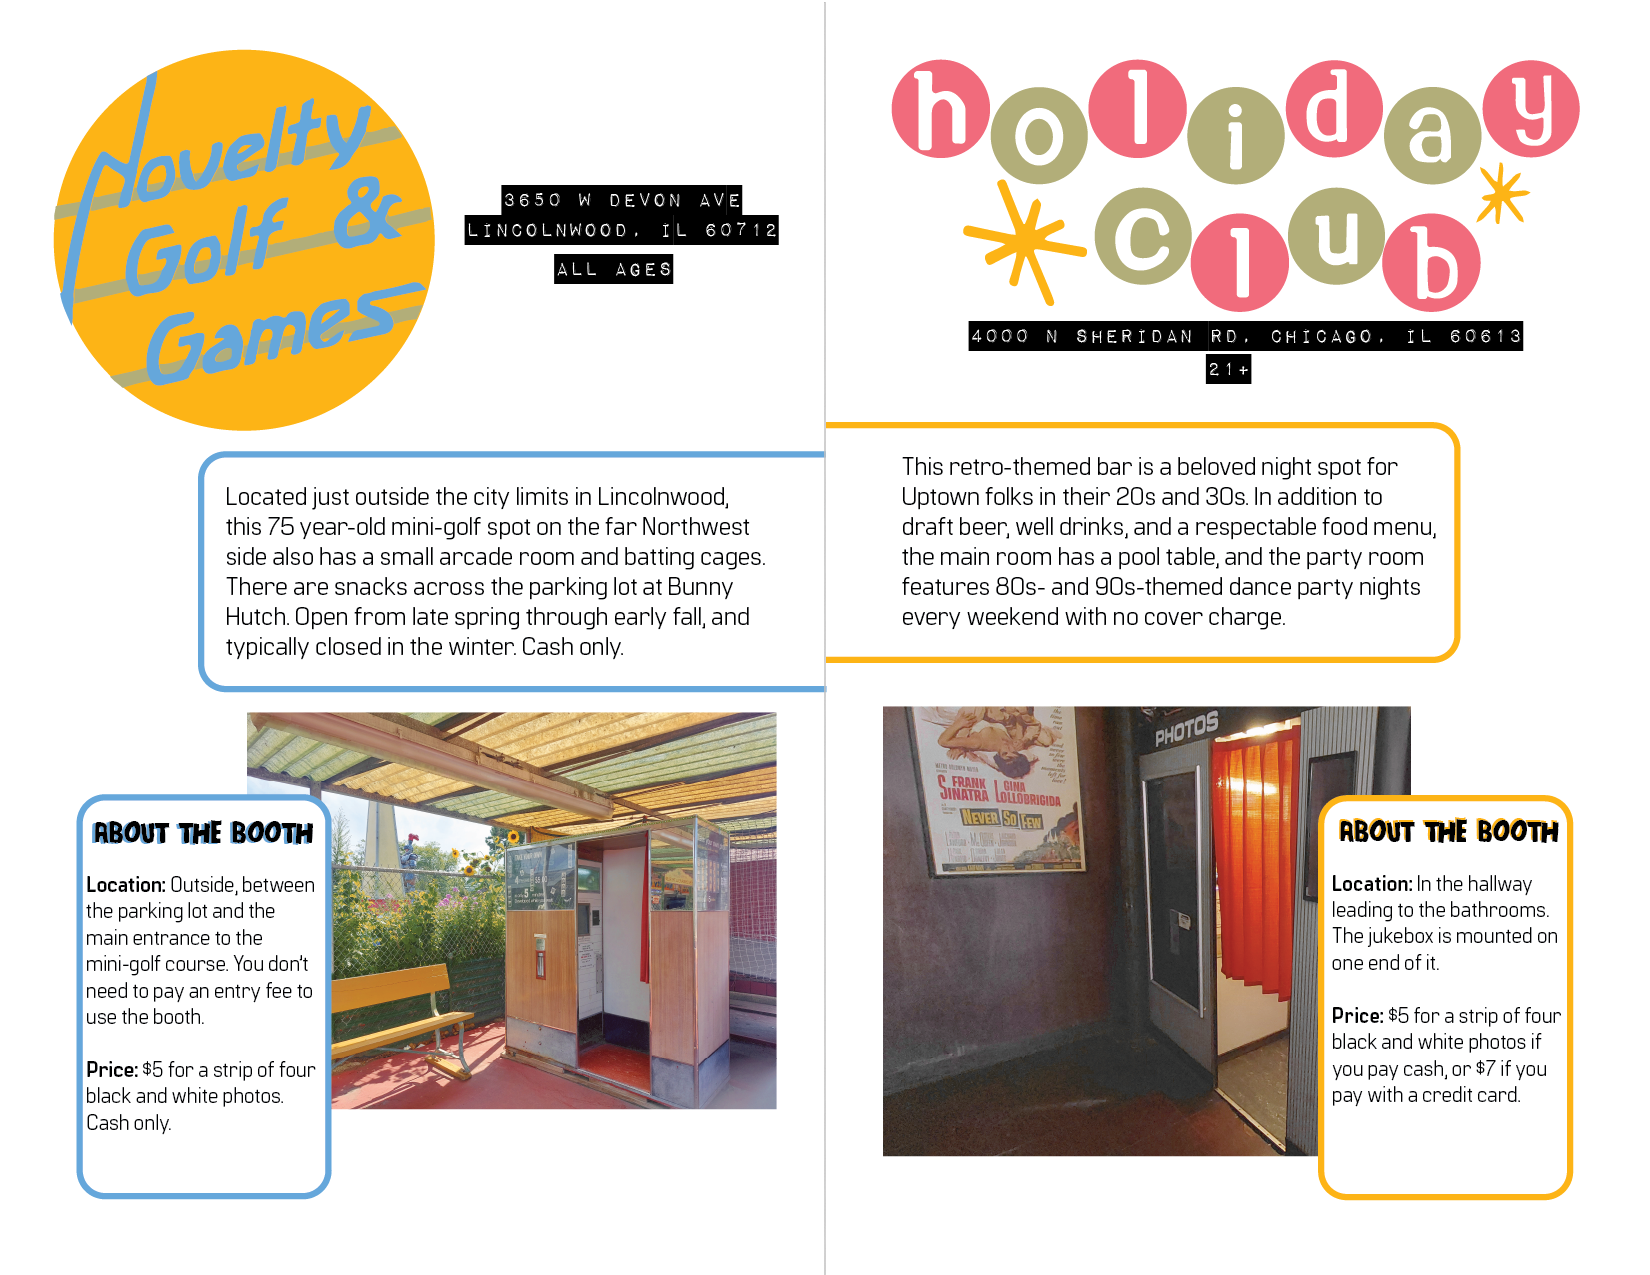 Novelty
Golf &
Games
3650 W DEVON AVE
LINCOLNWOOD, IL 60712
ALL AGES
Located just outside the city limits in Lincolnwood,
this 75 year-old mini-golf spot on the far Northwest
side also has a small arcade room and batting cages.
There are snacks across the parking lot at Bunny
Hutch. Open from late spring through early fall, and
typically closed in the winter. Cash only.
ABOUT THE BOOTH
Location: Outside, between
the parking lot and the
main entrance to the
mini-golf course. You don't
need to pay an entry fee to
use the booth.
Price: $5 for a strip of four
black and white photos.
Cash only.
holiday
club
4000 N SHERIDAN RD, CHICAGO, IL 60613
21+
This retro-themed bar is a beloved night spot for
Uptown folks in their 20s and 30s. In addition to
draft beer, well drinks, and a respectable food menu,
the main room has a pool table, and the party room
features 80s- and 90s-themed dance party nights
every weekend with no cover charge.
PHOTOS
FRANK
SINATRA
GINA
LOLLOBRIGIDA
NEVER SO FEW
ABOUT THE BOOTH
Location: In the hallway
leading to the bathrooms.
The jukebox is mounted on
one end of it.
Price: $5 for a strip of four
black and white photos if
you pay cash, or $7 if you
pay with a credit card.